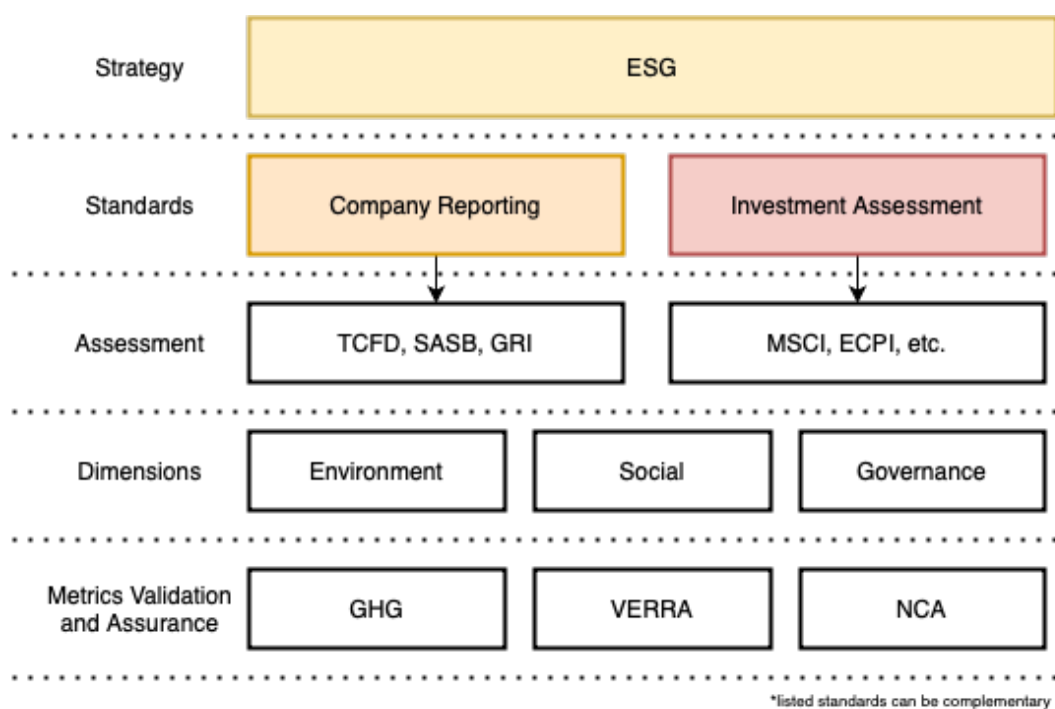 Strategy
ESG
Standards
Company Reporting
Investment Assessment
Assessment
TCFD, SASB, GRI
MSCI, ECPI, etc.
Dimensions
Environment
Social
Governance
Metrics Validation
and Assurance
GHG
VERRA
NCA
*listed standards can be complementary